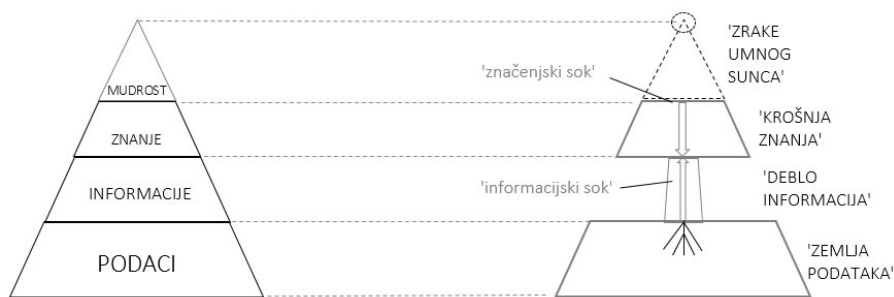 MUDROST
ZNANJE
INFORMACIJE
PODACI
'značenjski sok'
'informacijski sok'
'ZRAKE
UMNOG
SUNCA'
'KROŠNJA
ZNANJA'
'DEBLO
INFORMACIJA'
'ZEMLJA
PODATAKA'